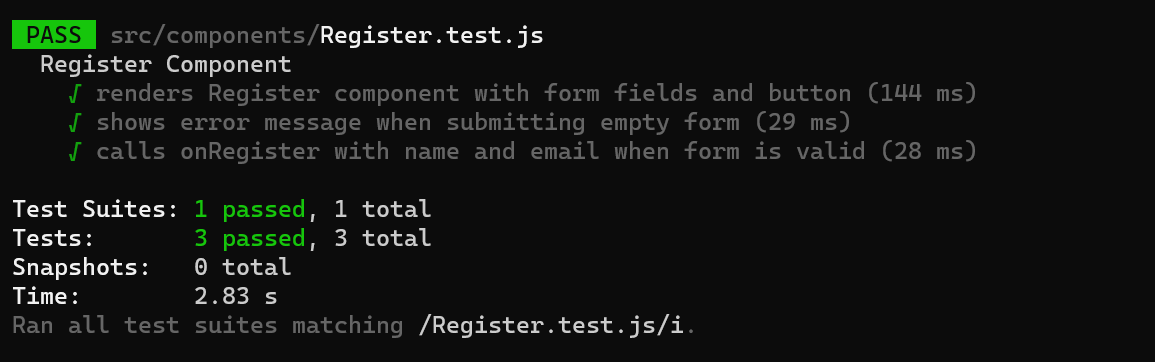 PASS src/components/Register.test.js
Register Component
√ renders Register component with form fields and button (144 ms)
√ shows error message when submitting empty form (29 ms)
√ calls onRegister with name and email when form is valid (28 ms)
Test Suites: 1 passed, 1 total
Tests: 3 passed, 3 total
Snapshots: 0 total
Time: 2.83 s
Ran all test suites matching /Register.test.js/i.